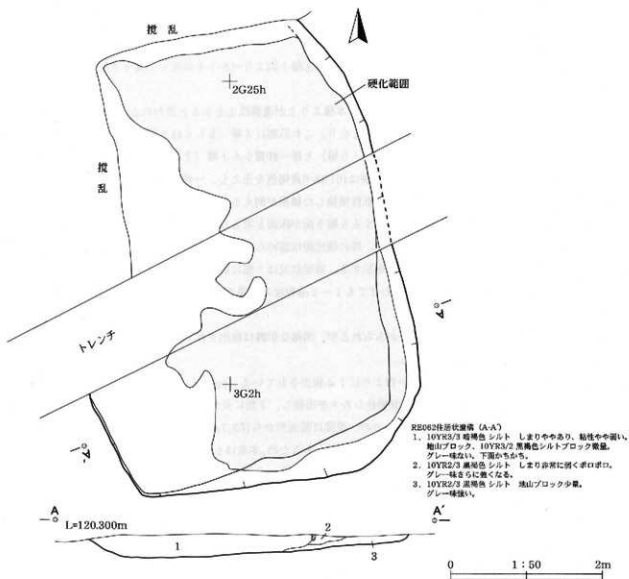 撹 乱
2G25h
硬化範囲
撹 乱
トレンチ
3G2h
A
A'
RE062住居状遺構 (A-A')
1. 10YR3/3 暗褐色 シルト しまりややあり、粘性やや弱い。
地山ブロック、10YR3/2 黒褐色シルトブロック微量。
グレー味ない。下面かちかち。
2. 10YR2/3 黒褐色 シルト しまり非常に弱くボロボロ。
グレー味さらに強くなる。
3. 10YR2/3 黒褐色 シルト 地山ブロック少量。
グレー味強い。
A
A'
L=120.300m
1
2
3
0 1:50 2m